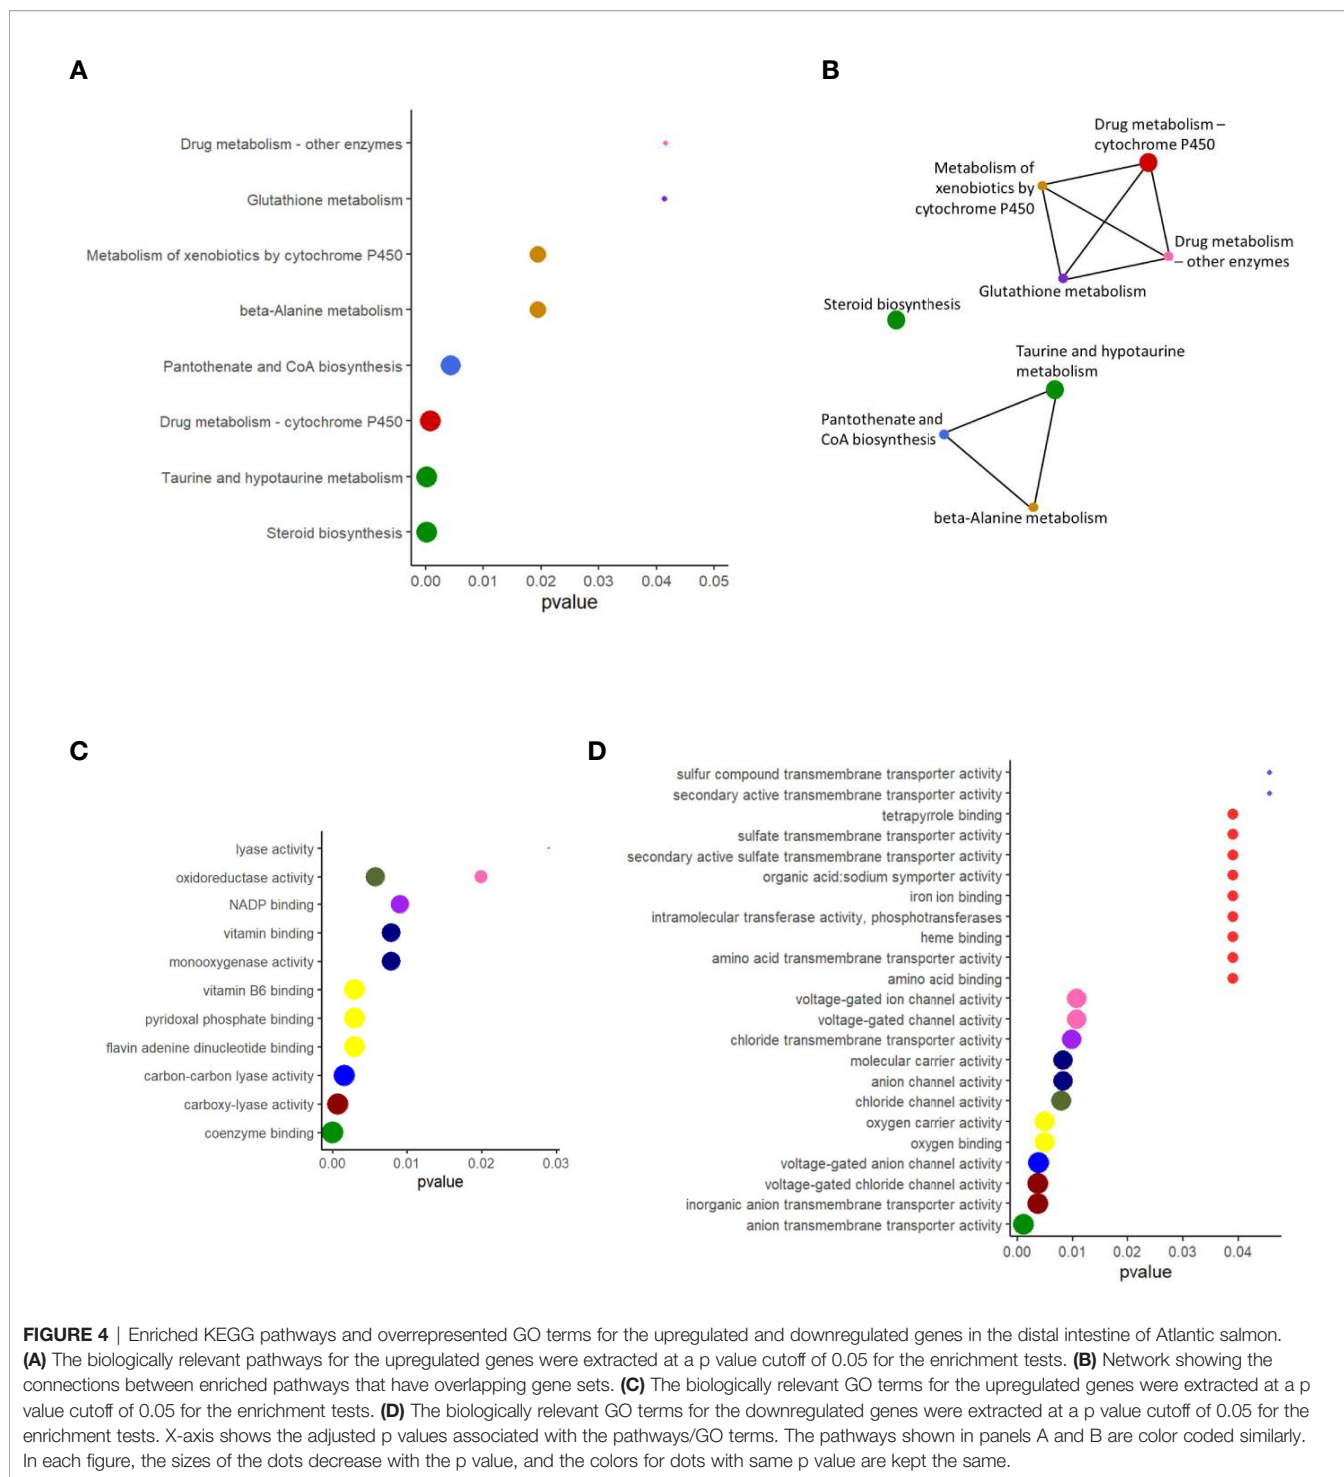 A
Drug metabolism - other enzymes
Glutathione metabolism
Metabolism of xenobiotics by cytochrome P450
beta-Alanine metabolism
Pantothenate and CoA biosynthesis
Drug metabolism - cytochrome P450
Taurine and hypotaurine metabolism
Steroid biosynthesis
0.00 0.01 0.02 0.03 0.04 0.05
pvalue
B
Drug metabolism –
cytochrome P450
Metabolism of
xenobiotics by
cytochrome P450
Drug metabolism
– other enzymes
Glutathione metabolism
Steroid biosynthesis
Taurine and hypotaurine
metabolism
Pantothenate and
CoA biosynthesis
beta-Alanine metabolism
C
lyase activity
oxidoreductase activity
NADP binding
vitamin binding
monooxygenase activity
vitamin B6 binding
pyridoxal phosphate binding
flavin adenine dinucleotide binding
carbon-carbon lyase activity
carboxy-lyase activity
coenzyme binding
0.00 0.01 0.02 0.03
pvalue
D
sulfur compound transmembrane transporter activity
secondary active transmembrane transporter activity
tetrapyrrole binding
sulfate transmembrane transporter activity
secondary active sulfate transmembrane transporter activity
organic acid:sodium symporter activity
iron ion binding
intramolecular transferase activity, phosphotransferases
heme binding
amino acid transmembrane transporter activity
amino acid binding
voltage-gated ion channel activity
voltage-gated channel activity
chloride transmembrane transporter activity
molecular carrier activity
anion channel activity
chloride channel activity
oxygen carrier activity
oxygen binding
voltage-gated anion channel activity
voltage-gated chloride channel activity
inorganic anion transmembrane transporter activity
anion transmembrane transporter activity
0.00 0.01 0.02 0.03 0.04
pvalue
FIGURE 4 | Enriched KEGG pathways and overrepresented GO terms for the upregulated and downregulated genes in the distal intestine of Atlantic salmon.
(A) The biologically relevant pathways for the upregulated genes were extracted at a p value cutoff of 0.05 for the enrichment tests. (B) Network showing the
connections between enriched pathways that have overlapping gene sets. (C) The biologically relevant GO terms for the upregulated genes were extracted at a p
value cutoff of 0.05 for the enrichment tests. (D) The biologically relevant GO terms for the downregulated genes were extracted at a p value cutoff of 0.05 for the
enrichment tests. X-axis shows the adjusted p values associated with the pathways/GO terms. The pathways shown in panels A and B are color coded similarly.
In each figure, the sizes of the dots decrease with the p value, and the colors for dots with same p value are kept the same.